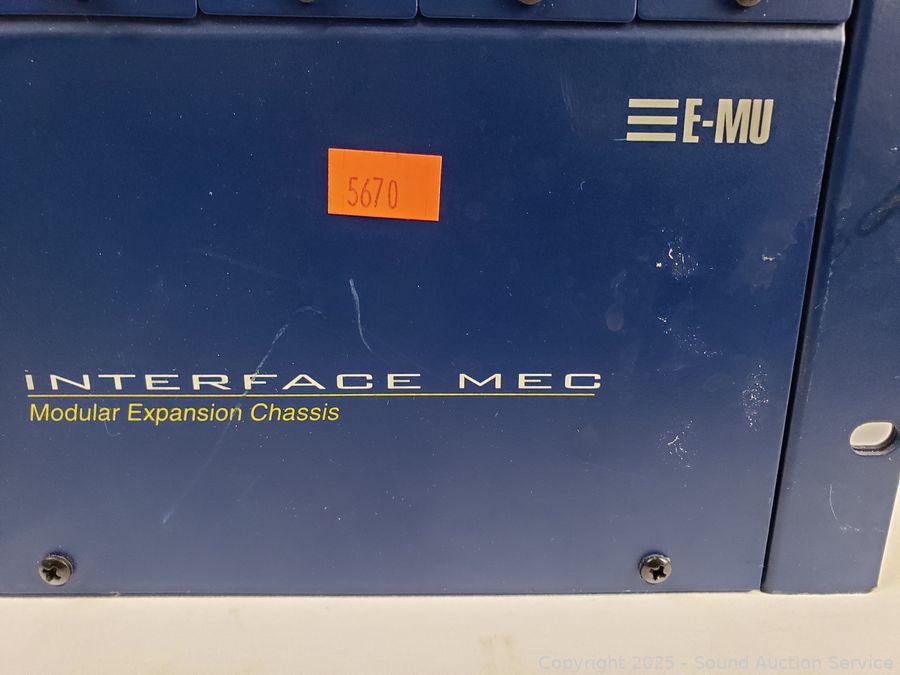 E-MU
5670
INTERFACE MEC
Modular Expansion Chassis
Copyright 2025 - Sound Auction Service